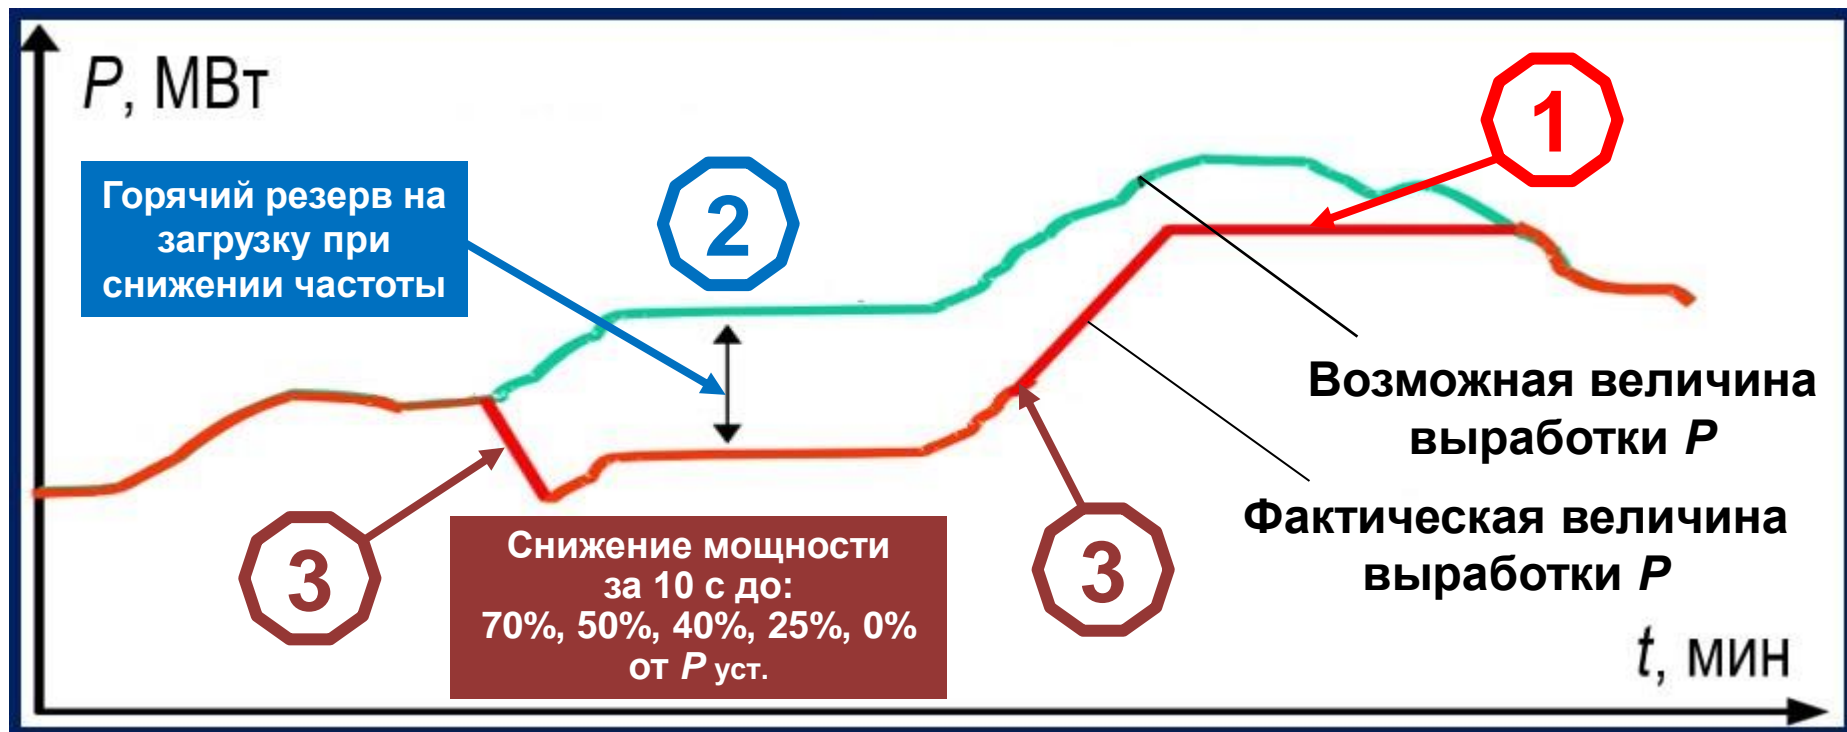 P, МВт
1
Горячий резерв на
загрузку при
снижении частоты
2
Возможная величина
выработки P
Фактическая величина
выработки P
3
Снижение мощности
за 10 с до:
70%, 50%, 40%, 25%, 0%
от P уст.
3
t, мин